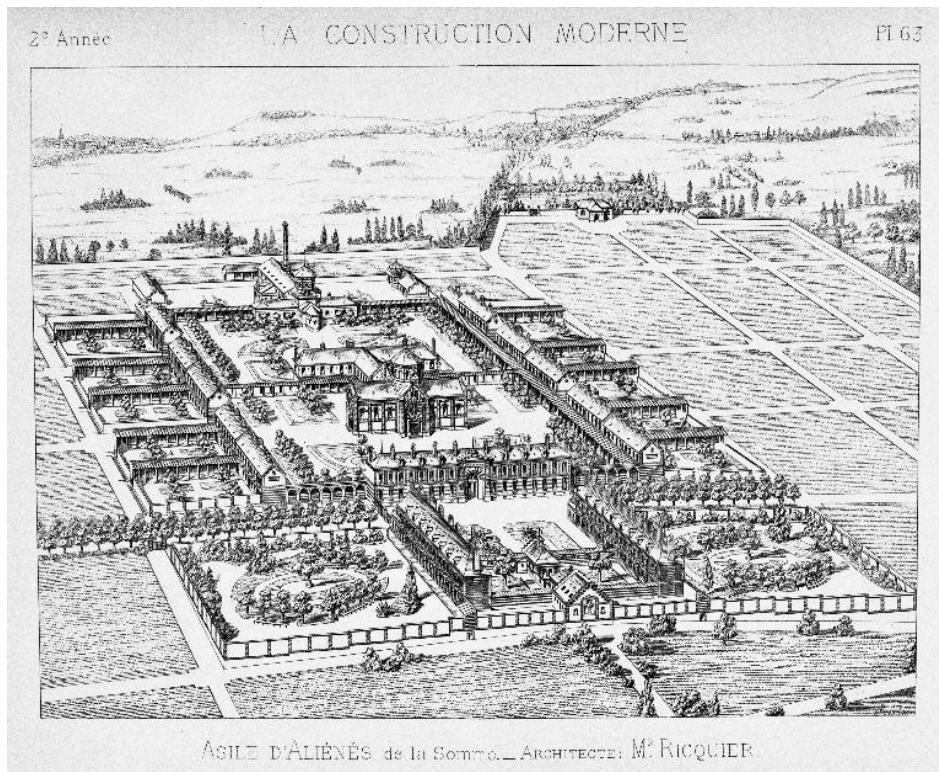 2ᵉ Année LA CONSTRUCTION MODERNE Pl 63
ASILE D'ALIÉNÉS de la Somme._ ARCHITECTE: Mʳ RICQUIER.